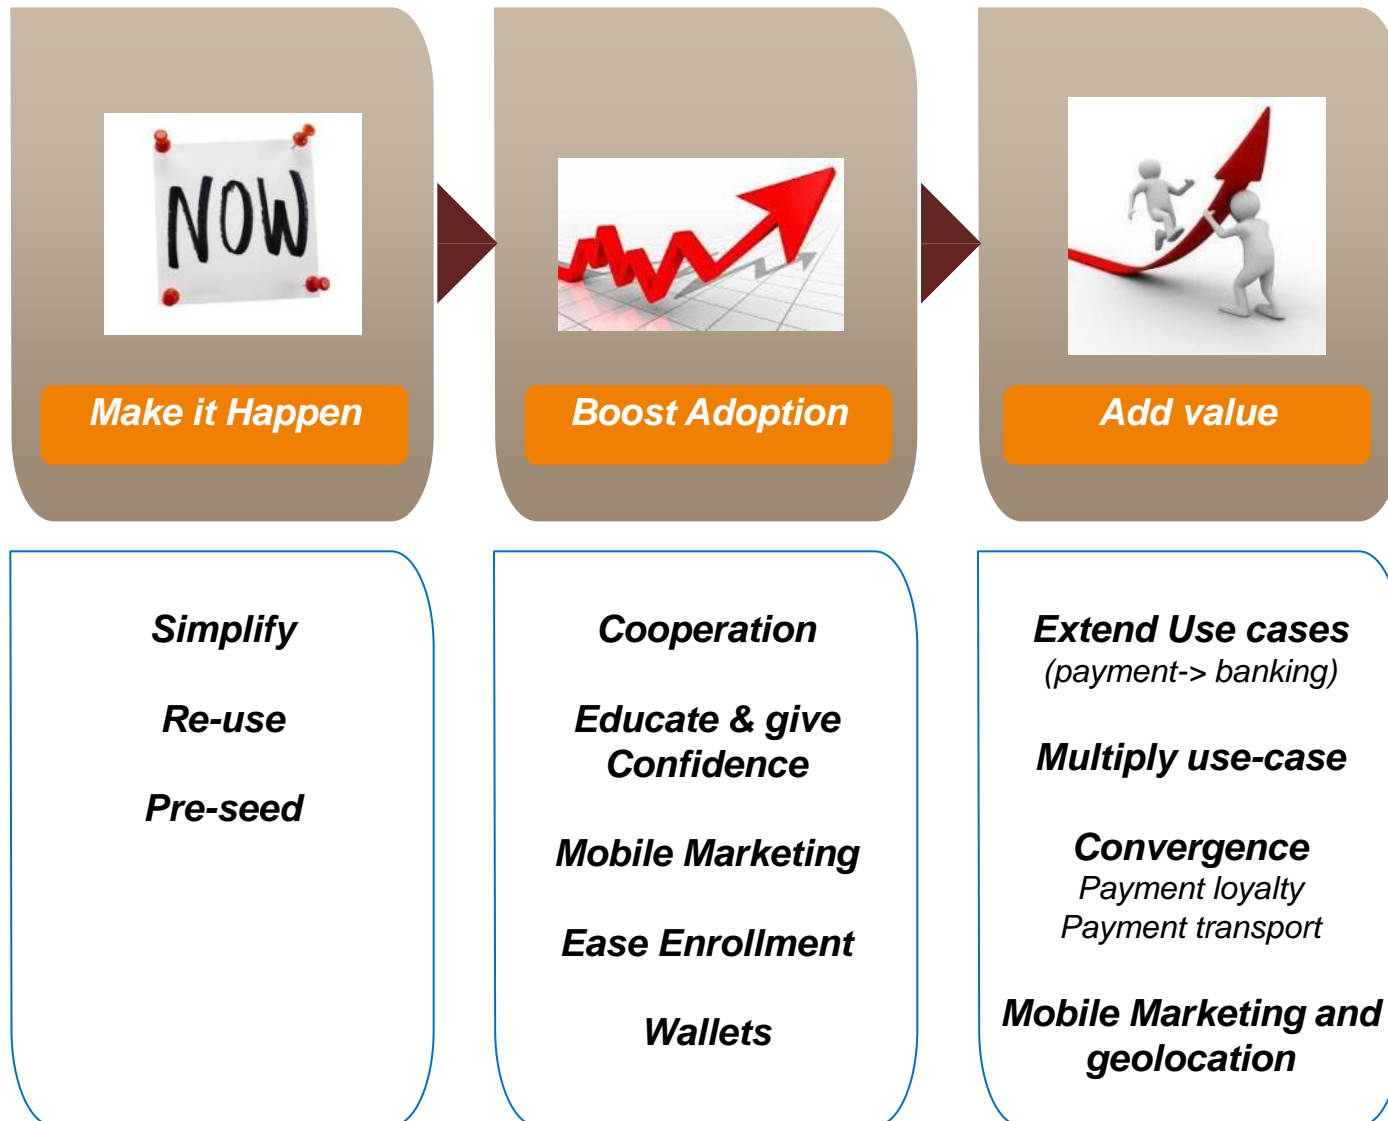 NOW
Make it Happen
Boost Adoption
Add value
Simplify
Re-use
Pre-seed
Cooperation
Educate & give
Confidence
Mobile Marketing
Ease Enrollment
Wallets
Extend Use cases
(payment-> banking)
Multiply use-case
Convergence
Payment loyalty
Payment transport
Mobile Marketing and
geolocation